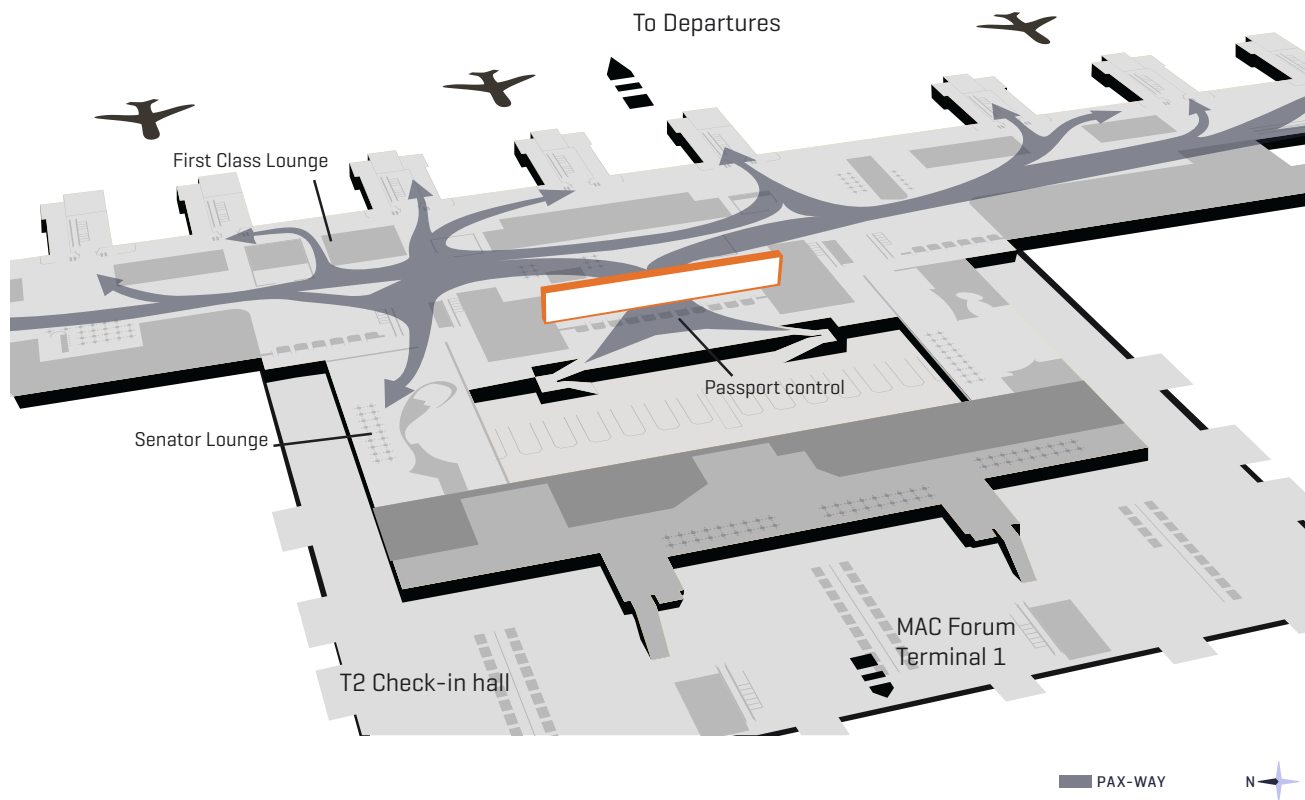 To Departures
First Class Lounge
Passport control
Senator Lounge
MAC Forum
Terminal 1
T2 Check-in hall
PAX-WAY
N